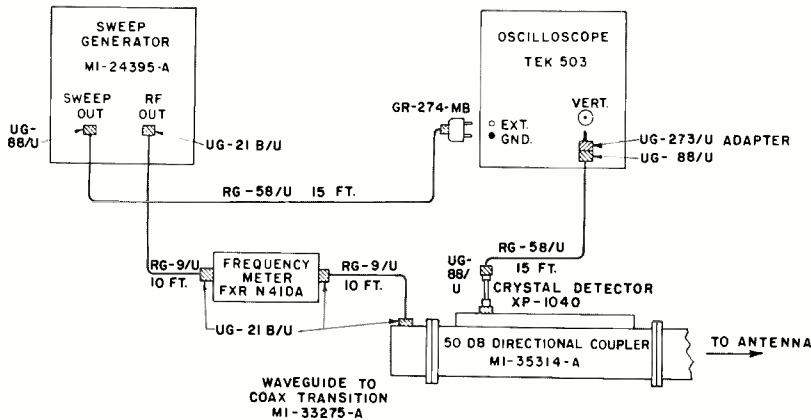 SWEEP
GENERATOR
MI-24395-A
SWEEP
OUT
RF
OUT
UG-
88/U
UG-21 B/U
OSCILLOSCOPE
TEK 503
VERT.
GR-274-MB
EXT.
GND.
UG-273/U ADAPTER
UG- 88/U
RG-58/U 15 FT.
RG-9/U
10 FT.
FREQUENCY
METER
FXR N41DA
RG-9/U
10 FT.
UG-21 B/U
UG-
88/
U
RG-58/U
15 FT.
CRYSTAL DETECTOR
XP-1040
50 DB DIRECTIONAL COUPLER
MI-35314-A
TO ANTENNA
WAVEGUIDE TO
COAX TRANSITION
MI-33275-A